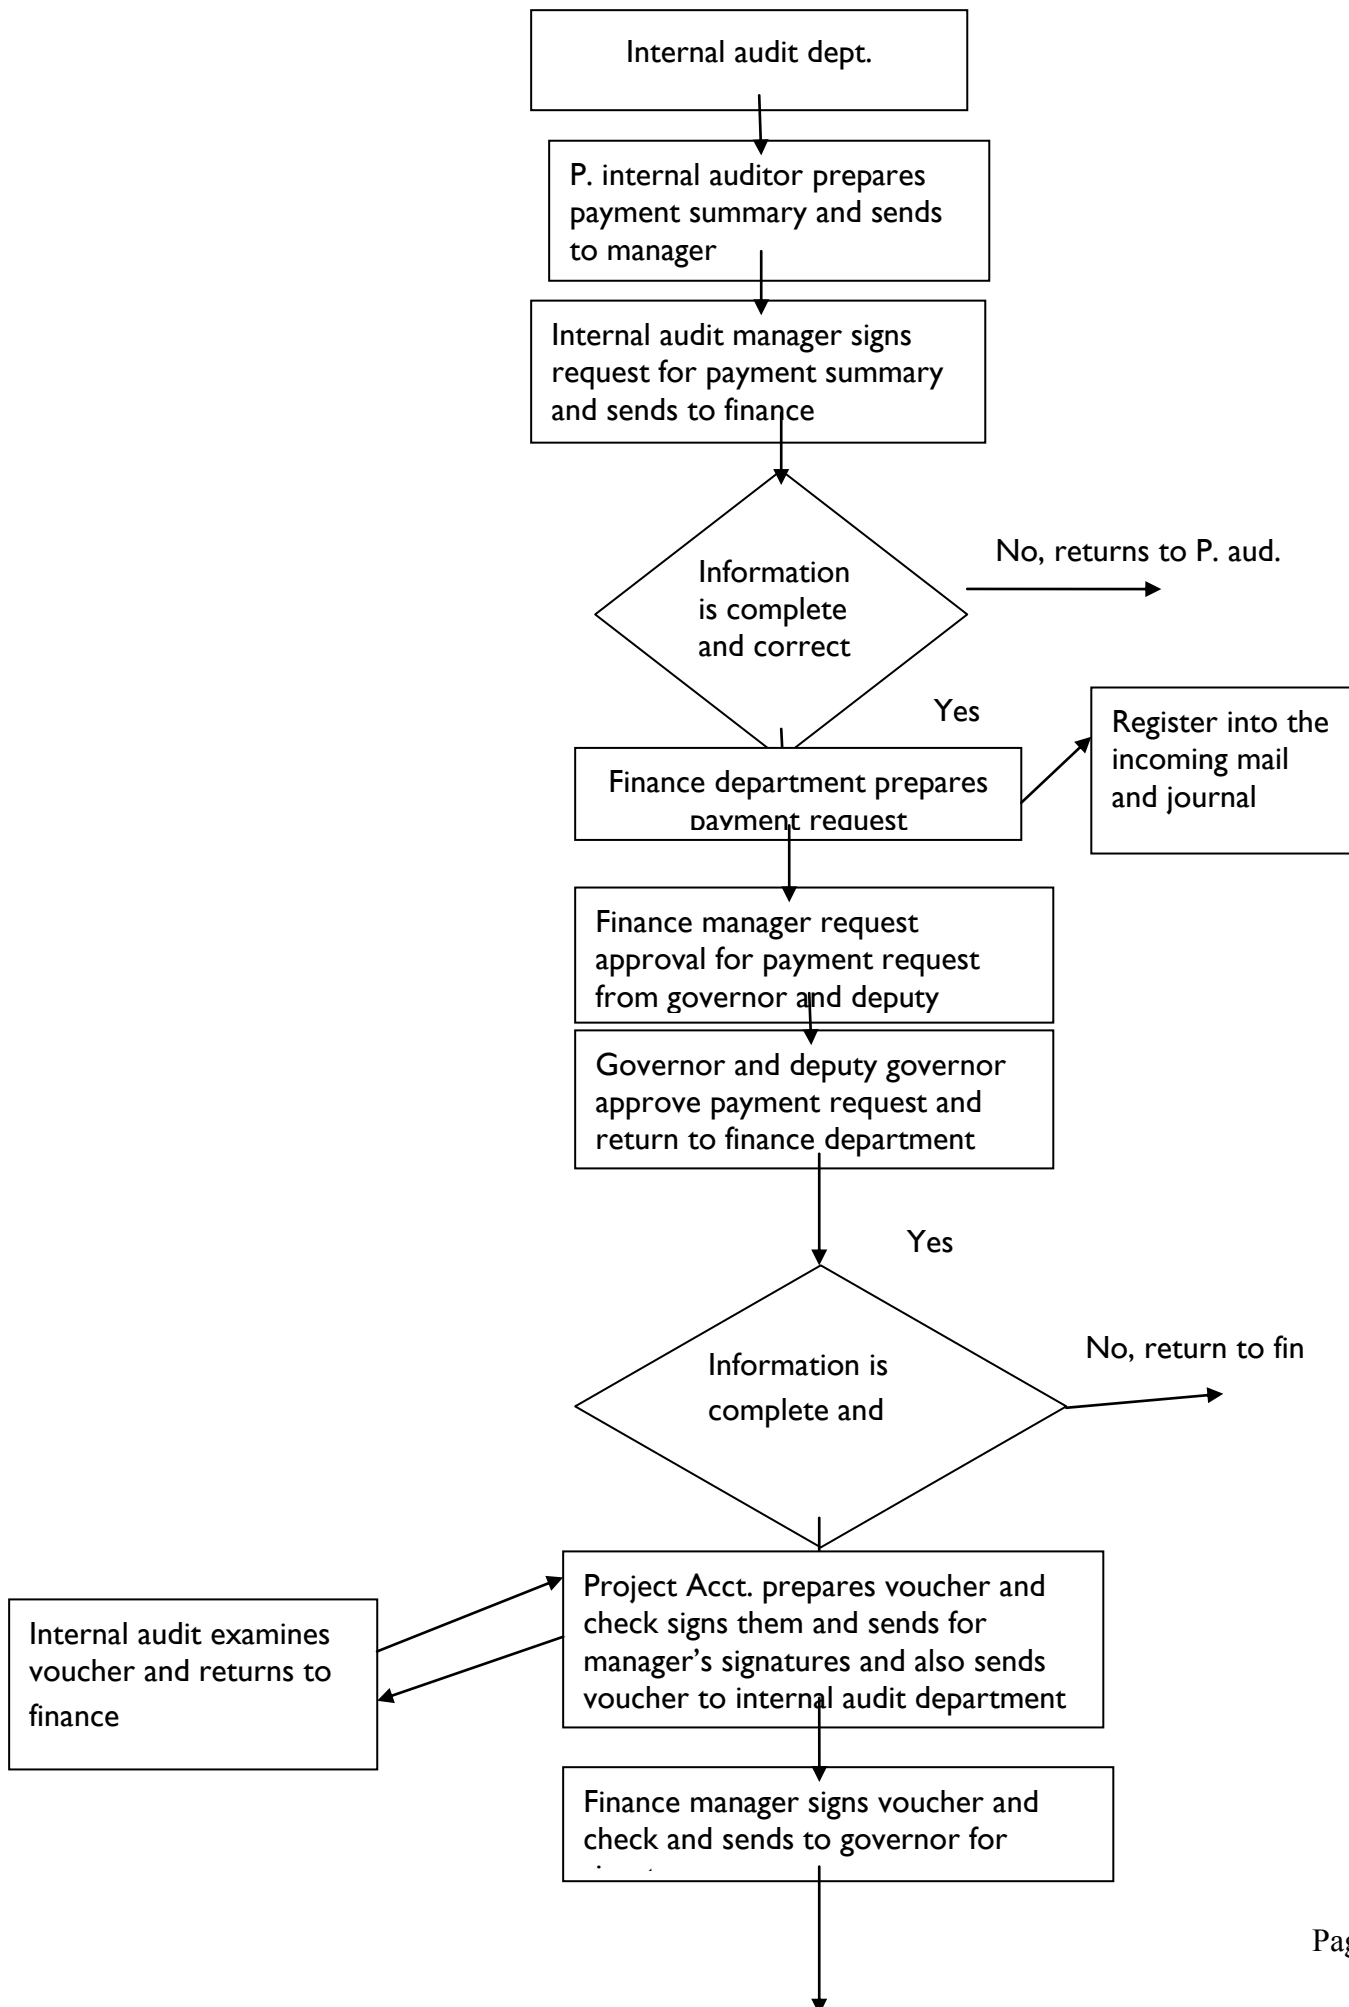 Internal audit dept.
P. internal auditor prepares
payment summary and sends
to manager
Internal audit manager signs
request for payment summary
and sends to finance
Information
is complete
and correct
No, returns to P. aud.
Yes
Register into the
incoming mail
and journal
Finance department prepares
payment request
Finance manager request
approval for payment request
from governor and deputy
Governor and deputy governor
approve payment request and
return to finance department
Yes
Information is
complete and
No, return to fin
Project Acct. prepares voucher and
check signs them and sends for
manager’s signatures and also sends
voucher to internal audit department
Internal audit examines
voucher and returns to
finance
Finance manager signs voucher and
check and sends to governor for